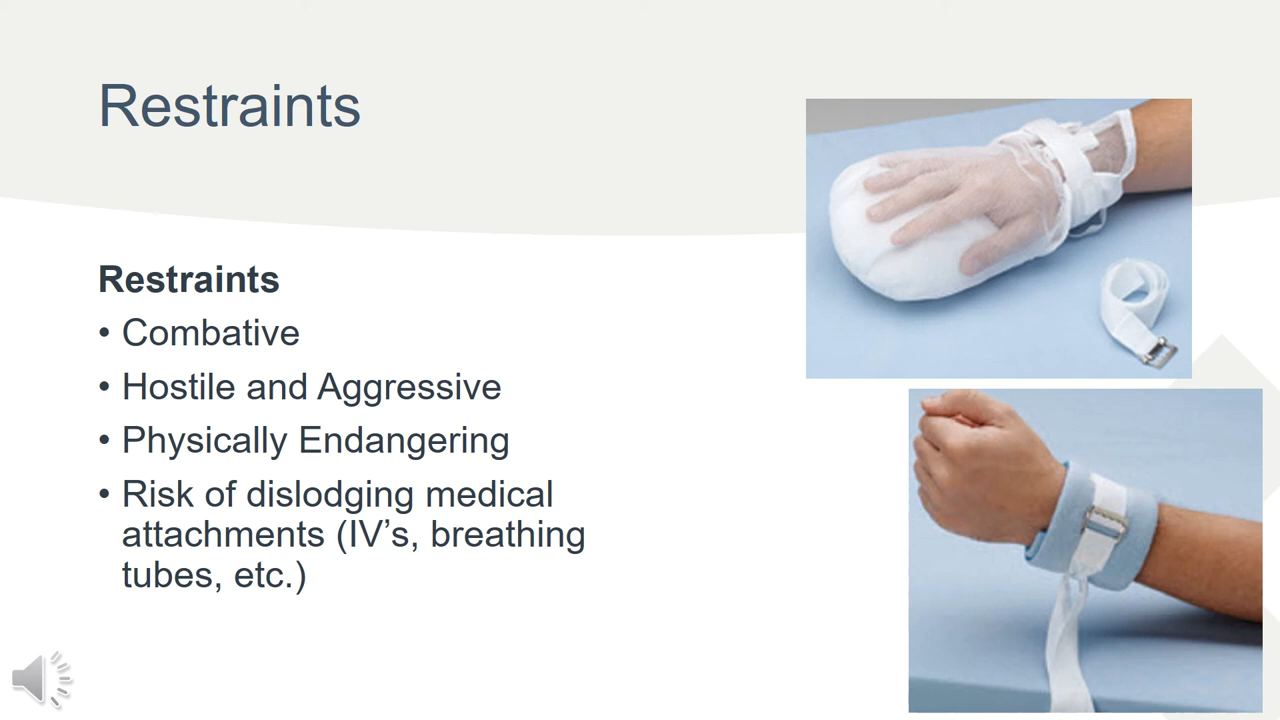 Restraints
Restraints
• Combative
• Hostile and Aggressive
• Physically Endangering
• Risk of dislodging medical
attachments (IV’s, breathing
tubes, etc.)